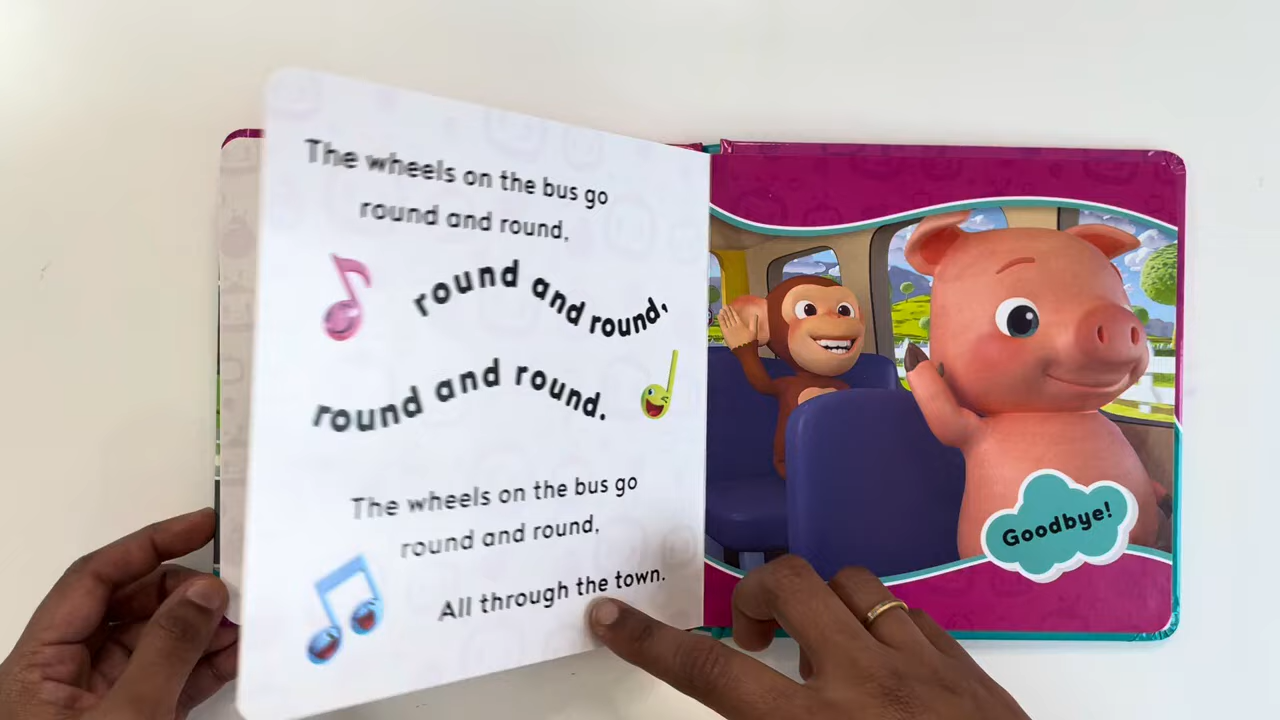 The wheels on the bus go
round and round,
round and round,
round and round.
The wheels on the bus go
round and round,
All through the town.
Goodbye!